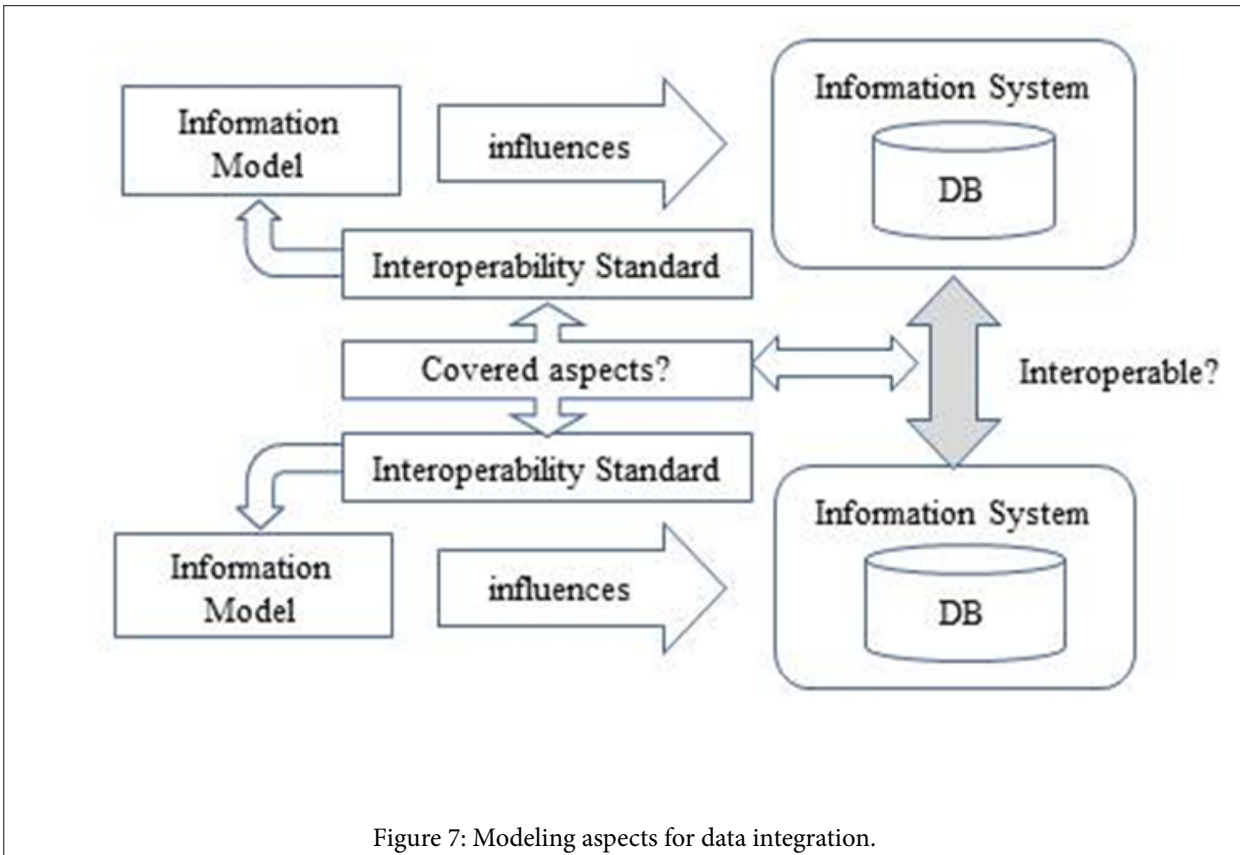 Information
Model
influences
Information System
DB
Interoperability Standard
Covered aspects?
Interoperable?
Interoperability Standard
Information
Model
influences
Information System
DB
Figure 7: Modeling aspects for data integration.